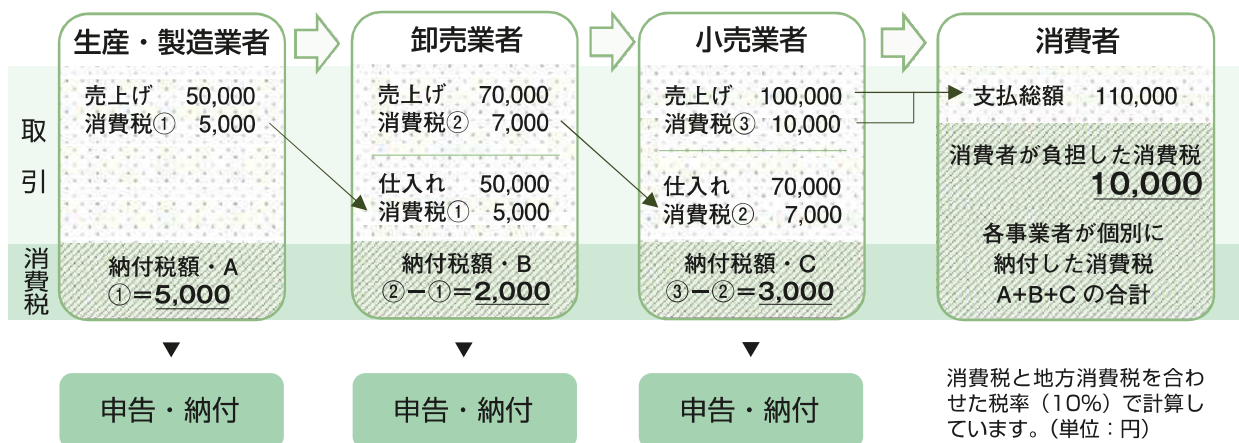 生産・製造業者
売上げ 50,000
消費税① 5,000
納付税額・A
①=5,000
申告・納付
卸売業者
売上げ 70,000
消費税② 7,000
仕入れ 50,000
消費税① 5,000
納付税額・B
②−①=2,000
申告・納付
小売業者
売上げ 100,000
消費税③ 10,000
仕入れ 70,000
消費税② 7,000
納付税額・C
③−②=3,000
申告・納付
消費者
支払総額 110,000
消費者が負担した消費税
10,000
各事業者が個別に
納付した消費税
A+B+C の合計
取引
消費税
消費税と地方消費税を合わ
せた税率（10%）で計算し
ています。（単位：円）